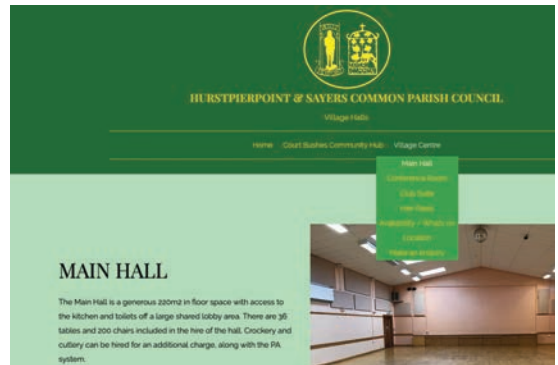 HURSTPIERPOINT & SAYERS COMMON PARISH COUNCIL
Village Halls
Home Court Bushes Community Hub Village Centre
Main Hall
Conference Room
Club Suite
Hire Rates
Availability / What's on
Location
Make an enquiry
MAIN HALL
The Main Hall is a generous 220m2 in floor space with access to
the kitchen and toilets off a large shared lobby area. There are 36
tables and 200 chairs included in the hire of the hall. Crockery and
cutlery can be hired for an additional charge, along with the PA
system.